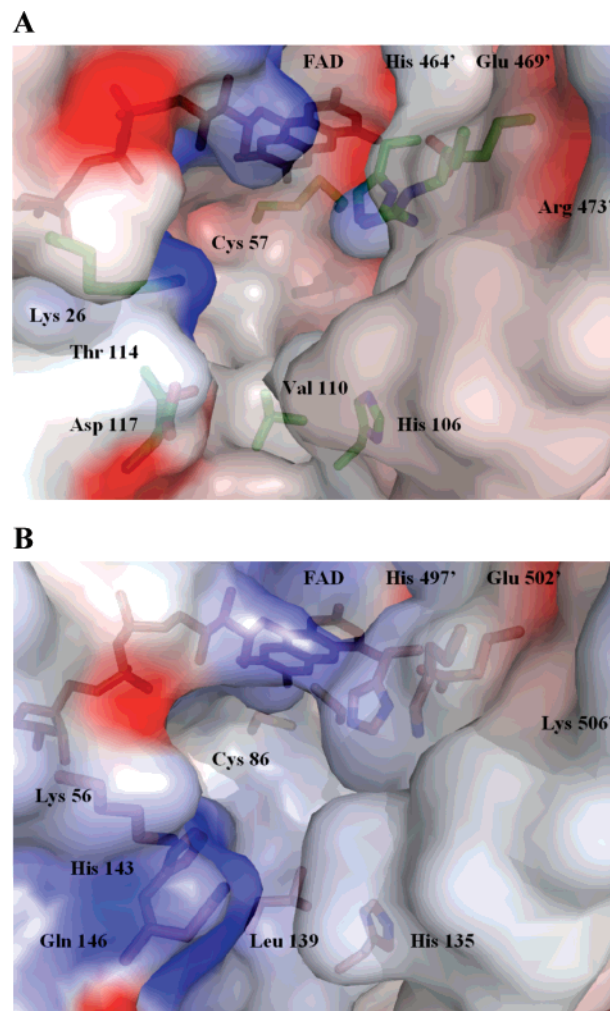 A
FAD His 464' Glu 469'
Arg 473'
Cys 57
Lys 26
Thr 114
Val 110
Asp 117 His 106
B
FAD His 497' Glu 502'
Lys 506'
Cys 86
Lys 56
His 143
Gln 146 Leu 139 His 135